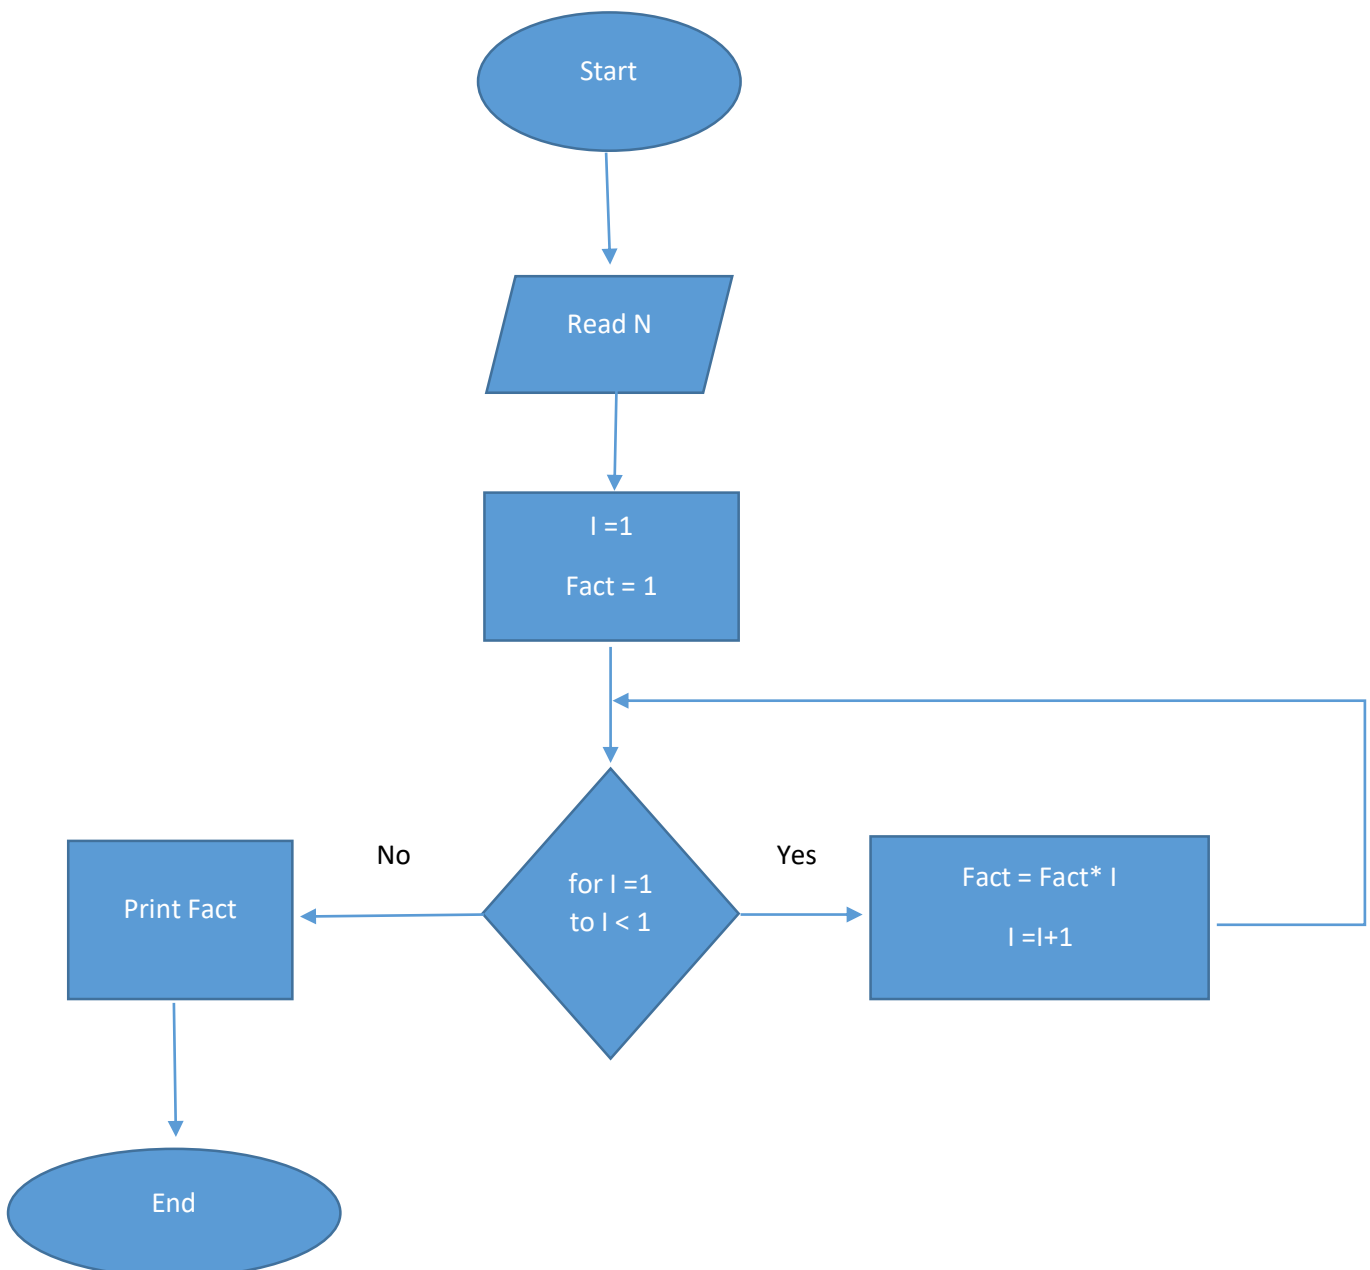 Start
Read N
I =1
Fact = 1
No
Yes
for I =1
to I < 1
Fact = Fact* I
I =I+1
Print Fact
End